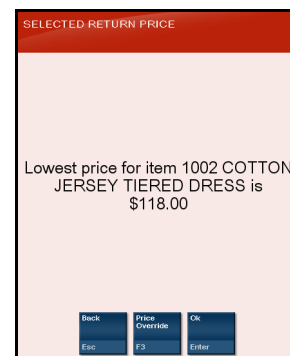 SELECTED RETURN PRICE
Lowest price for item 1002 COTTON
JERSEY TIERED DRESS is
$118.00
Back
Esc
Price
Override
F3
Ok
Enter